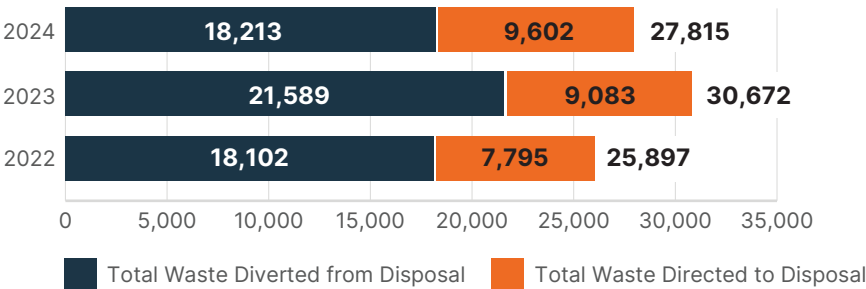 2024 18,213 9,602 27,815
2023 21,589 9,083 30,672
2022 18,102 7,795 25,897
0 5,000 10,000 15,000 20,000 25,000 30,000 35,000
Total Waste Diverted from Disposal Total Waste Directed to Disposal